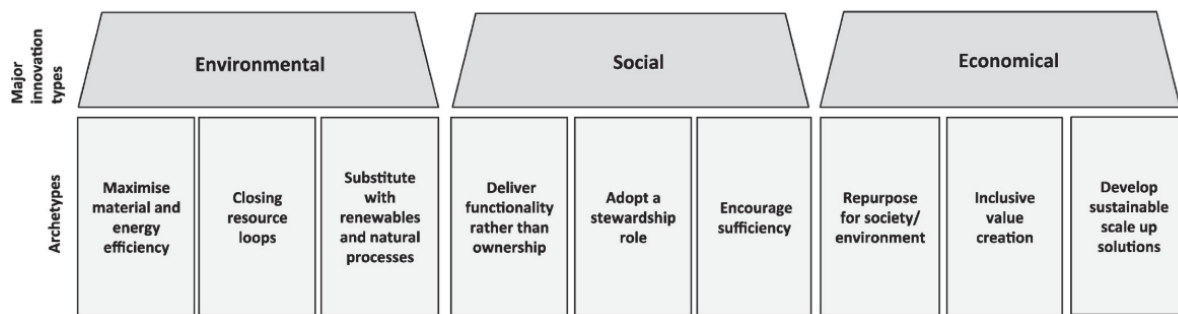 Major
innovation
types
Environmental
Social
Economical
Archetypes
Maximise
material and
energy
efficiency
Closing
resource
loops
Substitute
with
renewables
and natural
processes
Deliver
functionality
rather than
ownership
Adopt a
stewardship
role
Encourage
sufficiency
Repurpose
for society/
environment
Inclusive
value
creation
Develop
sustainable
scale up
solutions